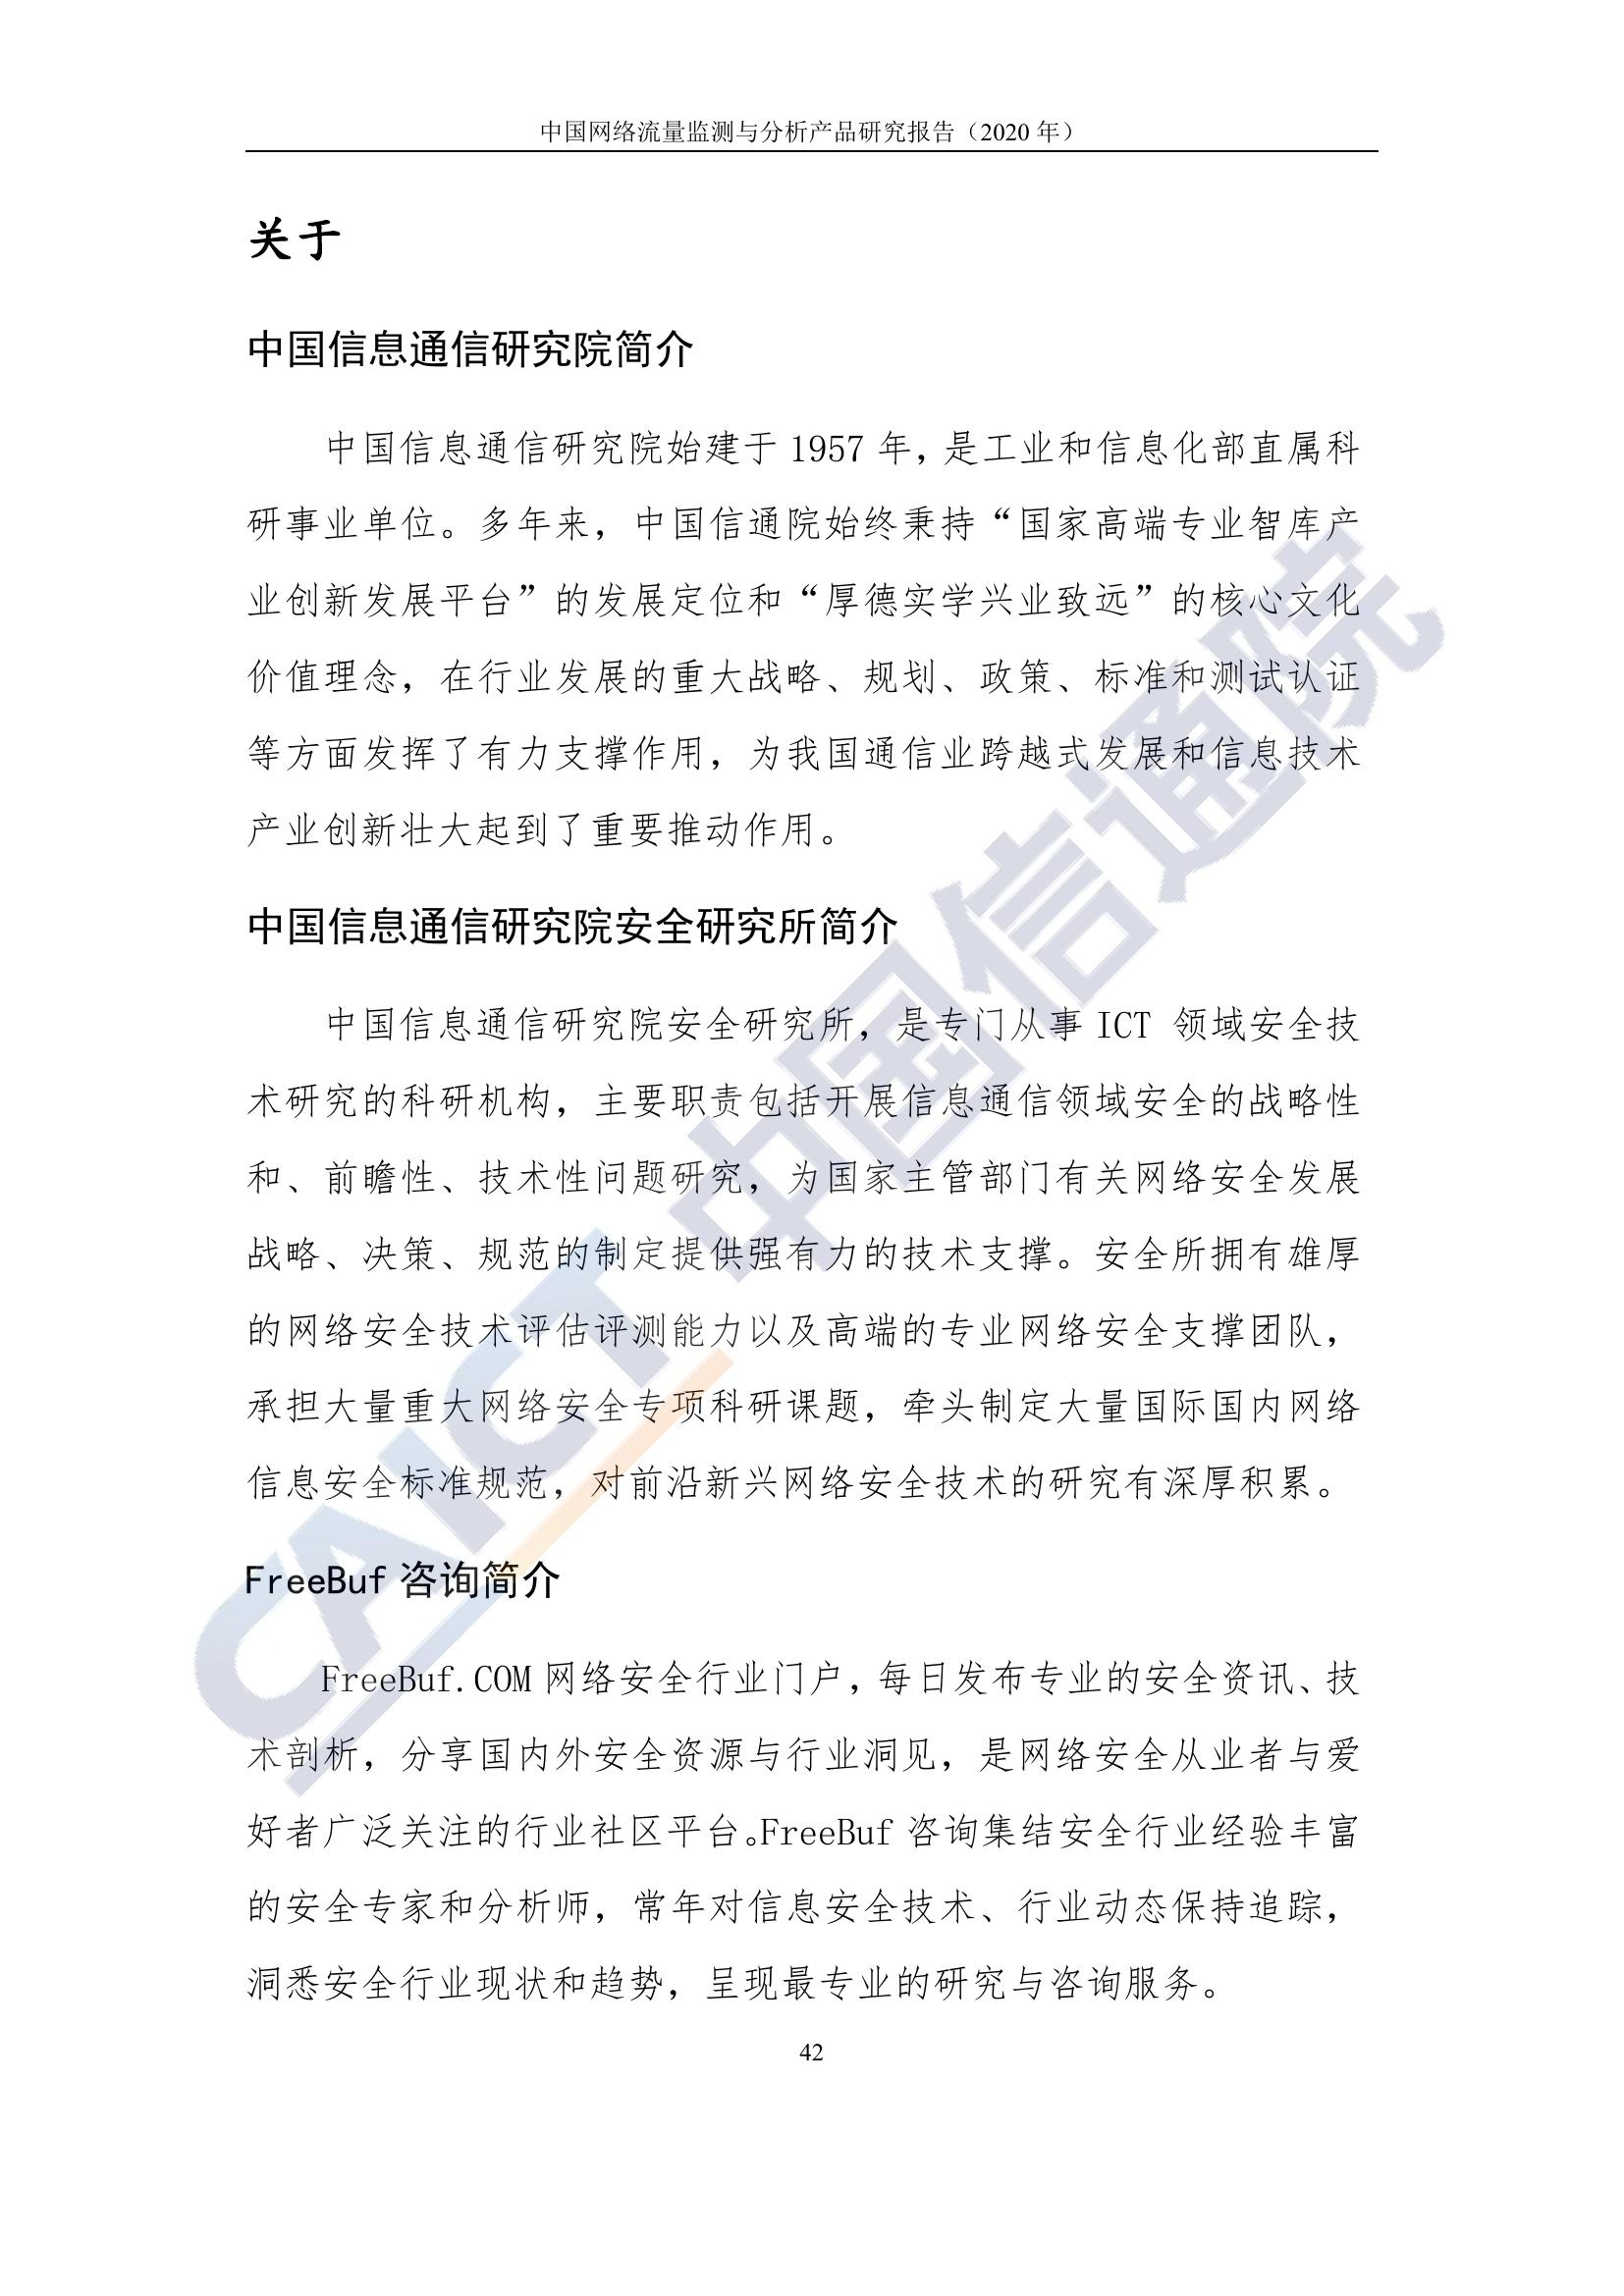 中国网络流量监测与分析产品研究报告（2020 年）
关于
中国信息通信研究院简介
中国信息通信研究院始建于 1957 年，是工业和信息化部直属科
研事业单位。多年来，中国信通院始终秉持“国家高端专业智库产
业创新发展平台”的发展定位和“厚德实学兴业致远”的核心文化
价值理念，在行业发展的重大战略、规划、政策、标准和测试认证
等方面发挥了有力支撑作用，为我国通信业跨越式发展和信息技术
产业创新壮大起到了重要推动作用。
中国信息通信研究院安全研究所简介
中国信息通信研究院安全研究所，是专门从事 ICT 领域安全技
术研究的科研机构，主要职责包括开展信息通信领域安全的战略性
和、前瞻性、技术性问题研究，为国家主管部门有关网络安全发展
战略、决策、规范的制定提供强有力的技术支撑。安全所拥有雄厚
的网络安全技术评估评测能力以及高端的专业网络安全支撑团队，
承担大量重大网络安全专项科研课题，牵头制定大量国际国内网络
信息安全标准规范，对前沿新兴网络安全技术的研究有深厚积累。
FreeBuf 咨询简介
FreeBuf.COM 网络安全行业门户，每日发布专业的安全资讯、技
术剖析，分享国内外安全资源与行业洞见，是网络安全从业者与爱
好者广泛关注的行业社区平台。FreeBuf 咨询集结安全行业经验丰富
的安全专家和分析师，常年对信息安全技术、行业动态保持追踪，
洞悉安全行业现状和趋势，呈现最专业的研究与咨询服务。
42
CAICT 中国信通院